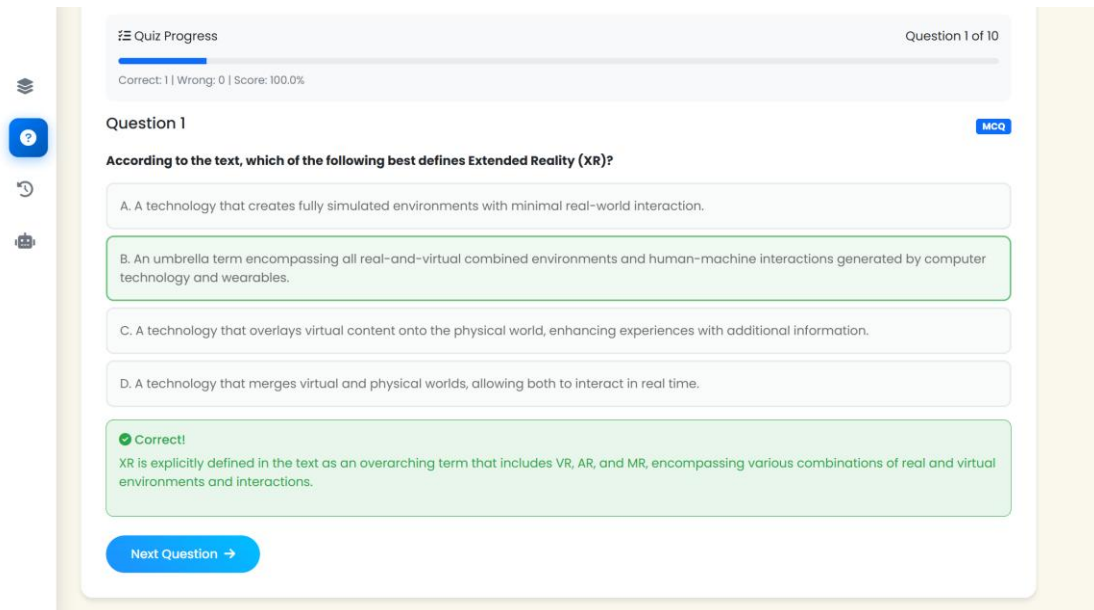 Quiz Progress
Question 1 of 10
Correct: 1 | Wrong: 0 | Score: 100.0%
Question 1
MCQ
According to the text, which of the following best defines Extended Reality (XR)?
A. A technology that creates fully simulated environments with minimal real-world interaction.
B. An umbrella term encompassing all real-and-virtual combined environments and human-machine interactions generated by computer
technology and wearables.
C. A technology that overlays virtual content onto the physical world, enhancing experiences with additional information.
D. A technology that merges virtual and physical worlds, allowing both to interact in real time.
Correct!
XR is explicitly defined in the text as an overarching term that includes VR, AR, and MR, encompassing various combinations of real and virtual
environments and interactions.
Next Question →